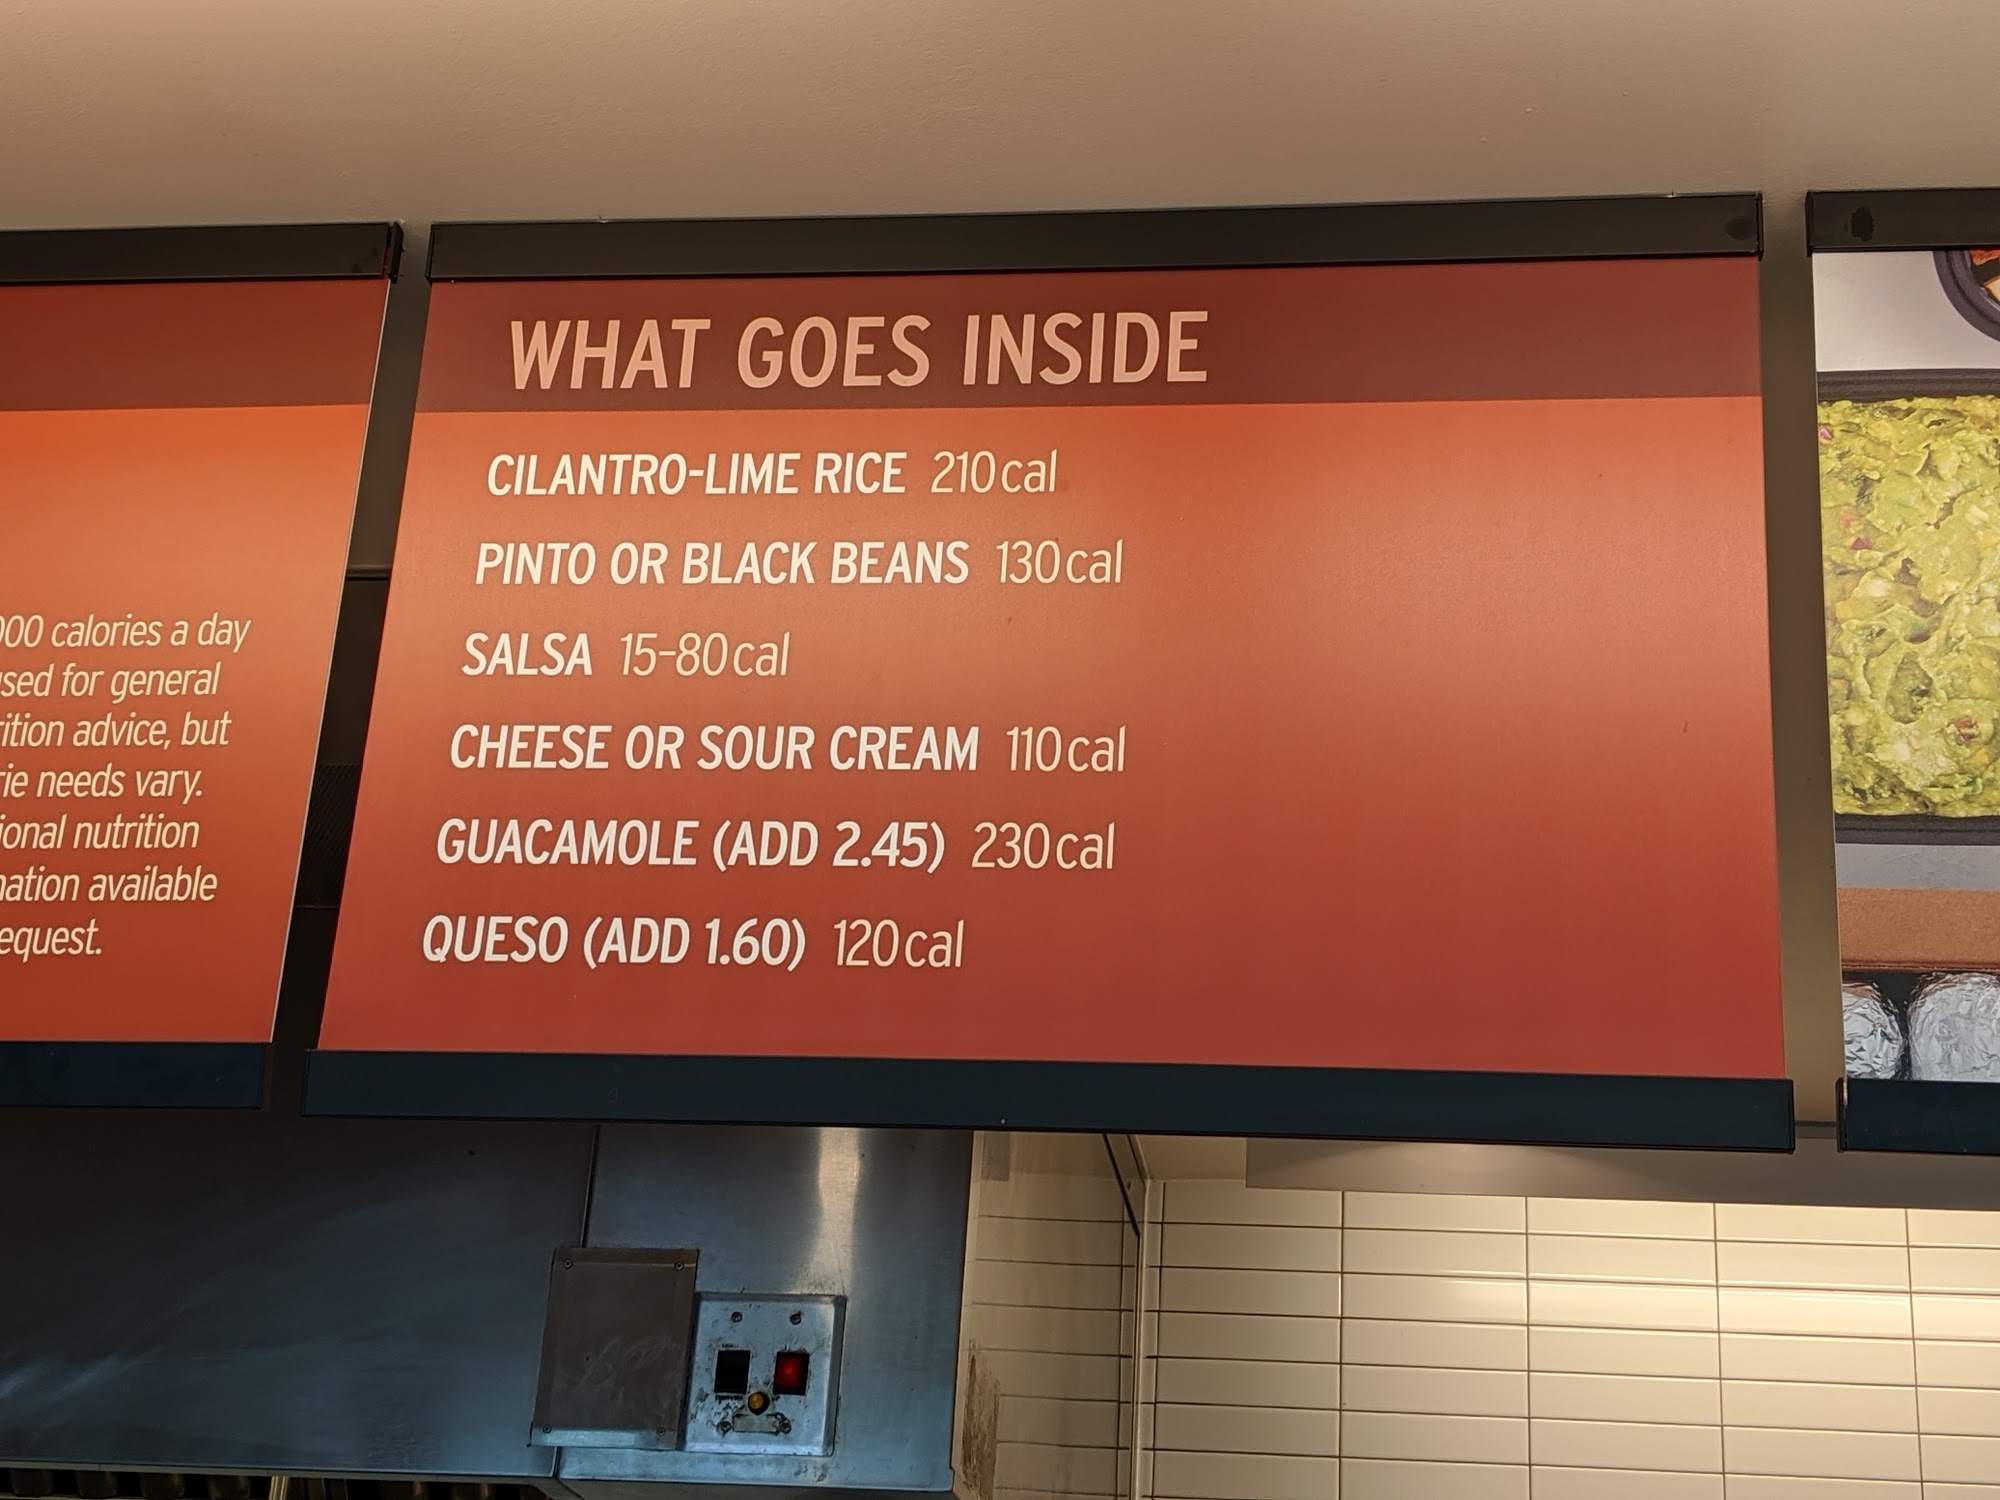 WHAT GOES INSIDE
CILANTRO-LIME RICE 210cal
PINTO OR BLACK BEANS 130cal
SALSA 15-80cal
CHEESE OR SOUR CREAM 110cal
GUACAMOLE (ADD 2.45) 230cal
QUESO (ADD 1.60) 120cal
calories a day
for general
advice, but
needs vary.
nutrition
available